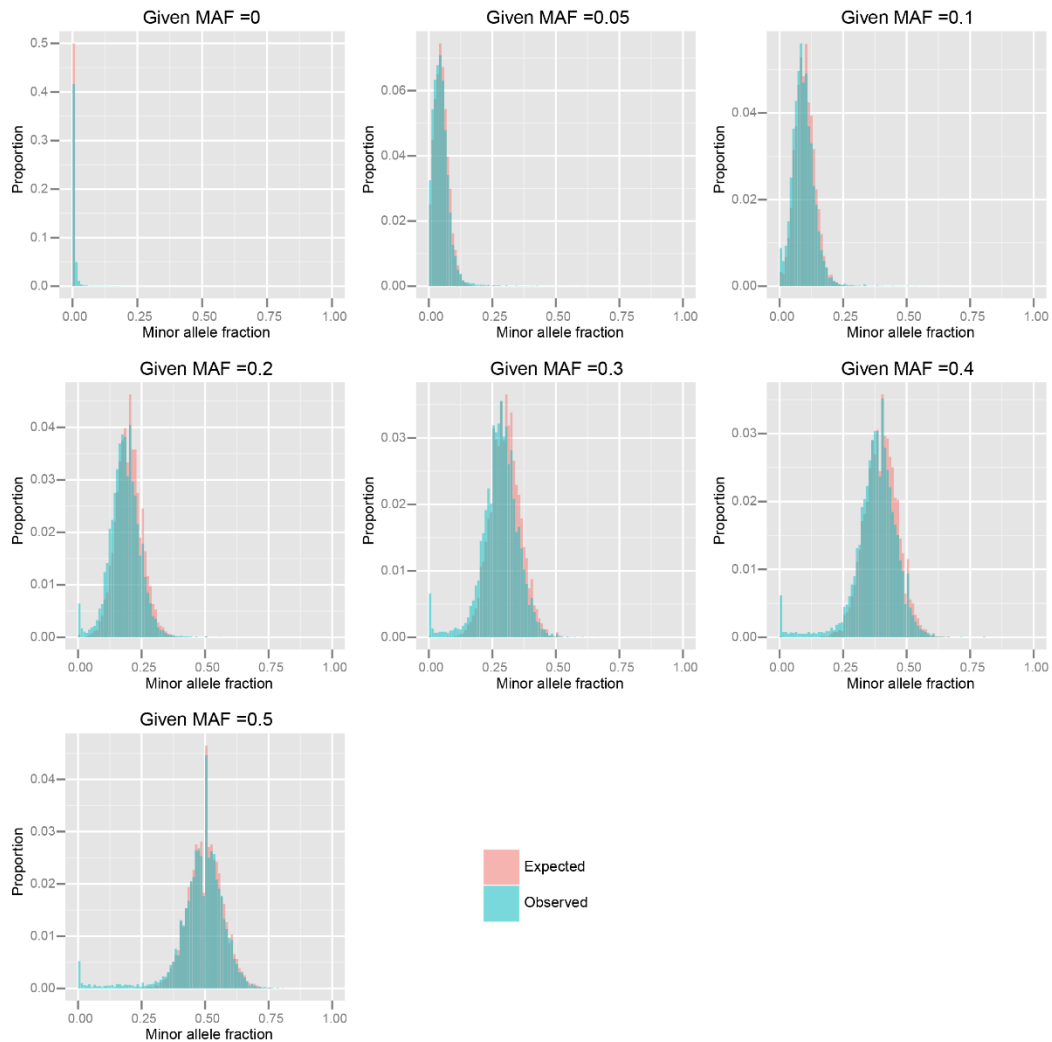 Given MAF =0
Given MAF =0.05
Given MAF =0.1
0.5
0.4
0.3
0.2
0.1
0.0
Proportion
0.00 0.25 0.50 0.75 1.00
Minor allele fraction
0.06
0.04
0.02
0.00
Proportion
0.00 0.25 0.50 0.75 1.00
Minor allele fraction
0.04
0.02
0.00
Proportion
0.00 0.25 0.50 0.75 1.00
Minor allele fraction
Given MAF =0.2
Given MAF =0.3
Given MAF =0.4
0.04
0.03
0.02
0.01
0.00
Proportion
0.00 0.25 0.50 0.75 1.00
Minor allele fraction
0.03
0.02
0.01
0.00
Proportion
0.00 0.25 0.50 0.75 1.00
Minor allele fraction
0.03
0.02
0.01
0.00
Proportion
0.00 0.25 0.50 0.75 1.00
Minor allele fraction
Given MAF =0.5
0.04
0.03
0.02
0.01
0.00
Proportion
0.00 0.25 0.50 0.75 1.00
Minor allele fraction
Expected
Observed